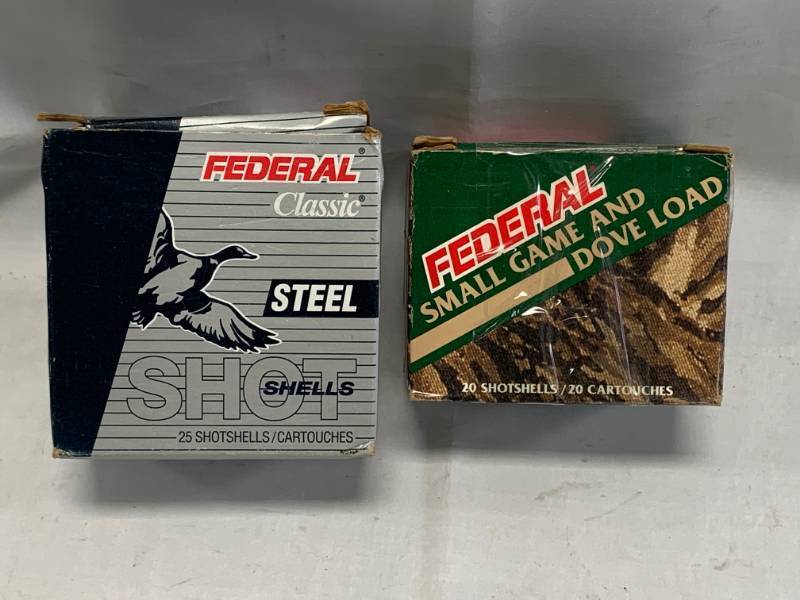 FEDERAL®
Classic®
STEEL
SHOT
SHELLS
25 SHOTSHELLS/CARTOUCHES
FEDERAL®
SMALL GAME AND
DOVE LOAD
20 SHOTSHELLS/20 CARTOUCHES